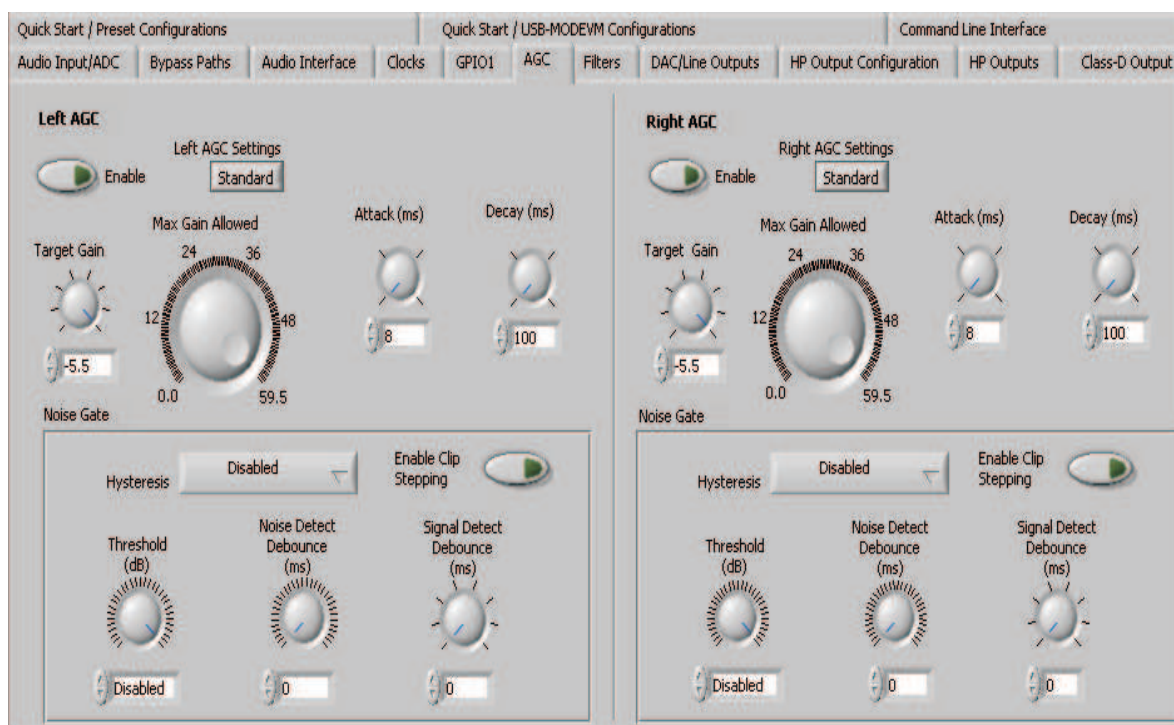 Quick Start / Preset Configurations
Quick Start / USB-MODEVM Configurations
Command Line Interface
Audio Input/ADC
Bypass Paths
Audio Interface
Clocks
GPIO1
AGC
Filters
DAC/Line Outputs
HP Output Configuration
HP Outputs
Class-D Output
Left AGC
Enable
Left AGC Settings
Standard
Target Gain
-5.5
Max Gain Allowed
0.0
12
24
36
48
59.5
Attack (ms)
8
Decay (ms)
100
Noise Gate
Hysteresis
Disabled
Enable Clip
Stepping
Threshold
(dB)
Disabled
Noise Detect
Debounce
(ms)
0
Signal Detect
Debounce
(ms)
0
Right AGC
Enable
Right AGC Settings
Standard
Target Gain
-5.5
Max Gain Allowed
0.0
12
24
36
48
59.5
Attack (ms)
8
Decay (ms)
100
Noise Gate
Hysteresis
Disabled
Enable Clip
Stepping
Threshold
(dB)
Disabled
Noise Detect
Debounce
(ms)
0
Signal Detect
Debounce
(ms)
0